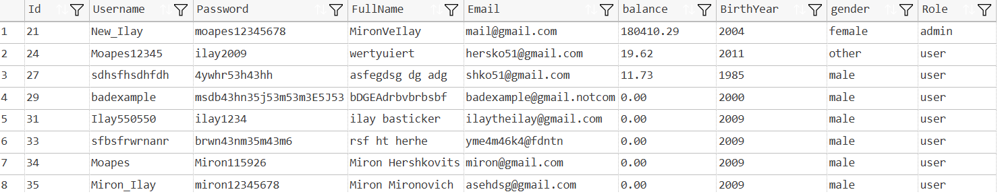 Id Username Password FullName Email balance BirthYear gender Role
1 21 New_Ilay moapes12345678 MironVeIlay mail@gmail.com 180410.29 2004 female admin
2 24 Moapes12345 ilay2009 wertyuiert hersko51@gmail.com 19.62 2011 other user
3 27 sdhsfhsdhfdh 4ywhr53h43hh asfegdsg dg adg shko51@gmail.com 11.73 1985 male user
4 29 badexample msdb43hn35j53m53m3E5J53 bDGEAdrbvbrbsbf badexample@gmail.notcom 0.00 2000 male user
5 31 Ilay550550 ilay1234 ilay basticker ilaytheilay@gmail.com 0.00 2009 male user
6 33 sfbsfrwrnanr brwn43nm35m43m6 rsf ht herhe yme4m46k4@fdntn 0.00 2009 male user
7 34 Moapes Miron115926 Miron Hershkovits miron@gmail.com 0.00 2009 male user
8 35 Miron_Ilay miron12345678 Miron Mironovich asehdsg@gmail.com 0.00 2009 male user